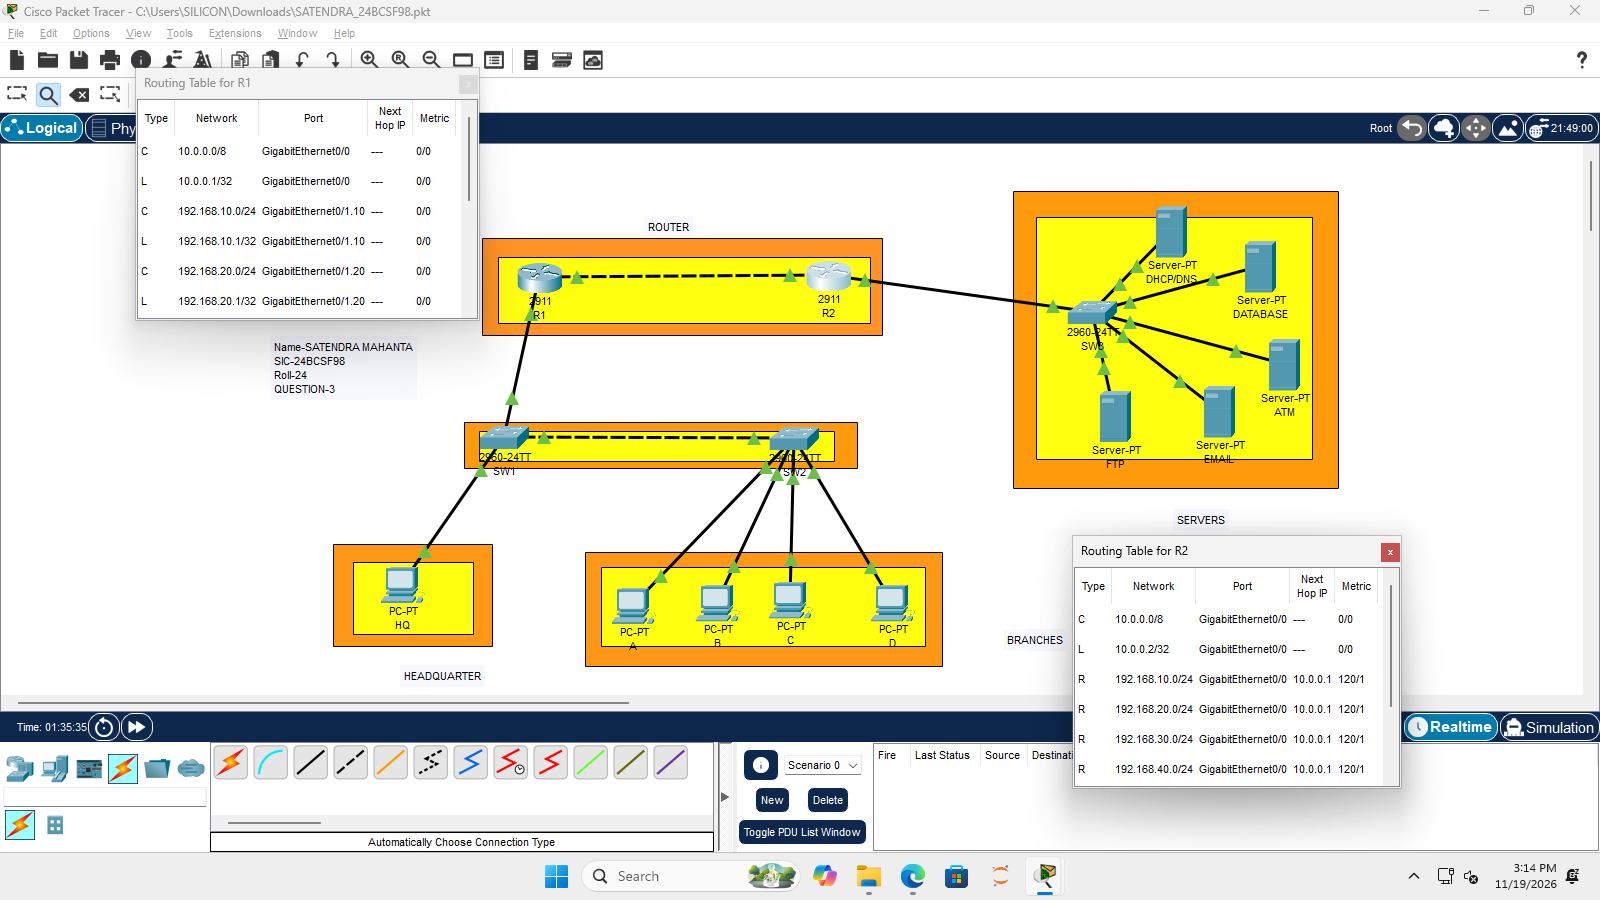 Cisco Packet Tracer - C:\Users\SILICON\Downloads\SATENDRA_24BCSF98.pkt
File Edit Options View Tools Extensions Window Help
Routing Table for R1
Type Network Port Next Hop IP Metric
C 10.0.0.0/8 GigabitEthernet0/0 --- 0/0
L 10.0.0.1/32 GigabitEthernet0/0 --- 0/0
C 192.168.10.0/24 GigabitEthernet0/1.10 --- 0/0
L 192.168.10.1/32 GigabitEthernet0/1.10 --- 0/0
C 192.168.20.0/24 GigabitEthernet0/1.20 --- 0/0
L 192.168.20.1/32 GigabitEthernet0/1.20 --- 0/0
Logical
Phy
Root
21:49:00
ROUTER
2911
R1
2911
R2
Name-SATENDRA MAHANTA
SIC-24BCSF98
Roll-24
QUESTION-3
Server-PT
DHCP/DNS
Server-PT
DATABASE
2960-24TT
SW3
Server-PT
ATM
Server-PT
EMAIL
Server-PT
FTP
SERVERS
2960-24TT
SW1
2960-24TT
SW2
PC-PT
HQ
HEADQUARTER
PC-PT
A
PC-PT
B
PC-PT
C
PC-PT
D
BRANCHES
Routing Table for R2
Type Network Port Next Hop IP Metric
C 10.0.0.0/8 GigabitEthernet0/0 --- 0/0
L 10.0.0.2/32 GigabitEthernet0/0 --- 0/0
R 192.168.10.0/24 GigabitEthernet0/0 10.0.0.1 120/1
R 192.168.20.0/24 GigabitEthernet0/0 10.0.0.1 120/1
R 192.168.30.0/24 GigabitEthernet0/0 10.0.0.1 120/1
R 192.168.40.0/24 GigabitEthernet0/0 10.0.0.1 120/1
Time: 01:35:35
Realtime
Simulation
Scenario 0
New
Delete
Toggle PDU List Window
Fire Last Status Source Destinati
Automatically Choose Connection Type
Search
3:14 PM
11/19/2026